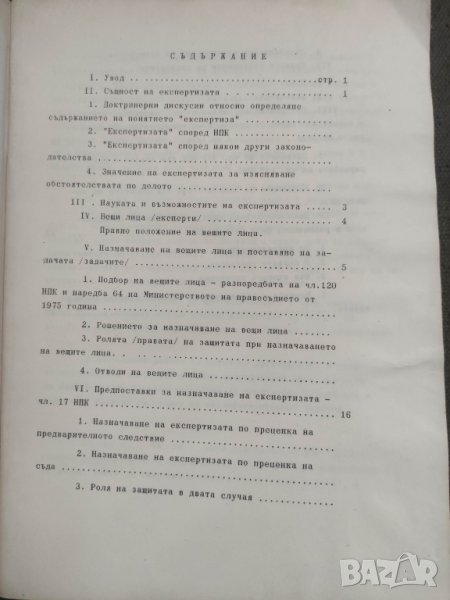 СЪДЪРЖАНИЕ
I. Увод .. ..............................стр. 1
II. Същност на експертизата . . .. ............. 1
1. Доктринерни дискусии относно определяне
съдържанието на понятието "експертиза" ...........
2. "Експертизата" според НПК ..................
3. "Експертизата" според някои други законо-
дателства ........................................
4. Значение на експертизата за изясняване
обстоятелствата по делото ........................
III. Науката и възможностите на експертизата ... 3
IV. Вещи лица /експерти/ ..................... 4
Правно положение на вещите лица.
V. Назначаване на вещите лица и поставяне на за-
дачата /задачите/ ................................ 5
1. Подбор на вещите лица - разпоредбата на чл.120
НПК и наредба 64 на Министерството на правосъдието от
1975 година ......................................
2. Решението за назначаване на вещи лица .......
3. Ролята /правата/ на защитата при назначаването
на вещите лица. . ................................
4. Отводи на вещите лица ......................
VI. Предпоставки за назначаване на експертизата -
чл. 17 НПК ....................................... 16
1. Назначаване на експертиза по преценка на
предварителното следствие ........................
2. Назначаване на експертиза по преценка на
съда .............................................
3. Роля на защитата в двата случая .............
BAZAR.bg